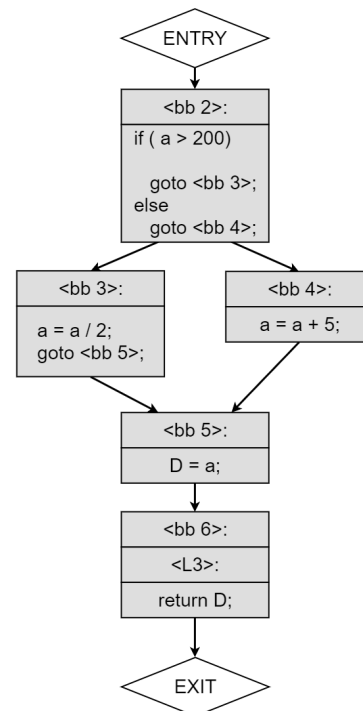 ENTRY
<bb 2>:
if ( a > 200)
goto <bb 3>;
else
goto <bb 4>;
<bb 3>:
a = a / 2;
goto <bb 5>;
<bb 4>:
a = a + 5;
<bb 5>:
D = a;
<bb 6>:
<L3>:
return D;
EXIT